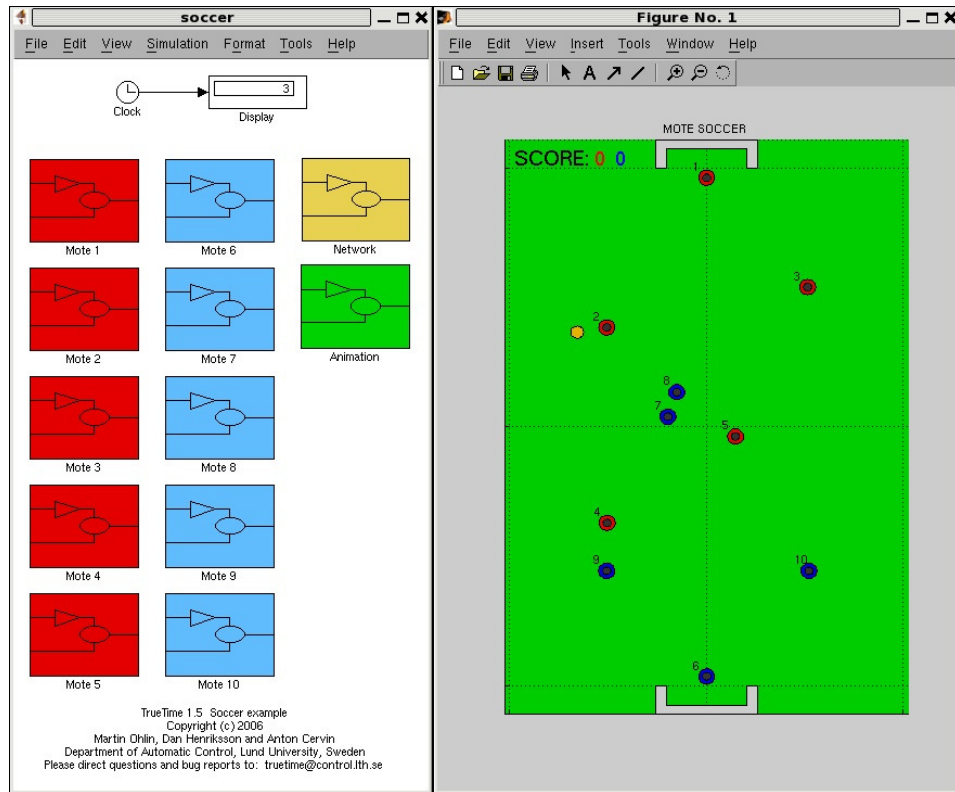 soccer
File Edit View Simulation Format Tools Help
3
Clock
Display
Mote 1
Mote 6
Network
Mote 2
Mote 7
Animation
Mote 3
Mote 8
Mote 4
Mote 9
Mote 5
Mote 10
TrueTime 1.5 Soccer example
Copyright (c) 2006
Martin Ohlin, Dan Henriksson and Anton Cervin
Department of Automatic Control, Lund University, Sweden
Please direct questions and bug reports to: truetime@control.lth.se
Figure No. 1
File Edit View Insert Tools Window Help
A
MOTE SOCCER
SCORE: 0 0
1
3
2
8
7
5
4
9
10
6